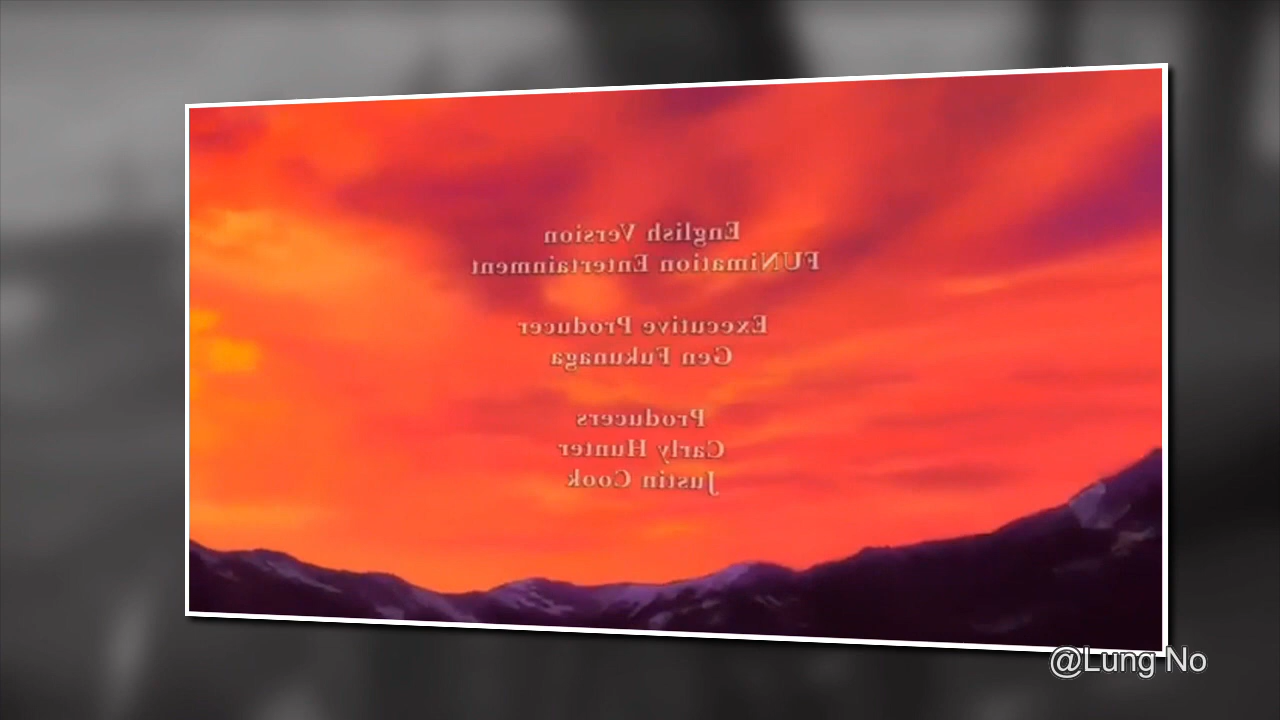 English Version
FUNimation Entertainment
Executive Producer
Gen Fukunaga
Producers
Carly Hunter
Justin Cook
@Lung No